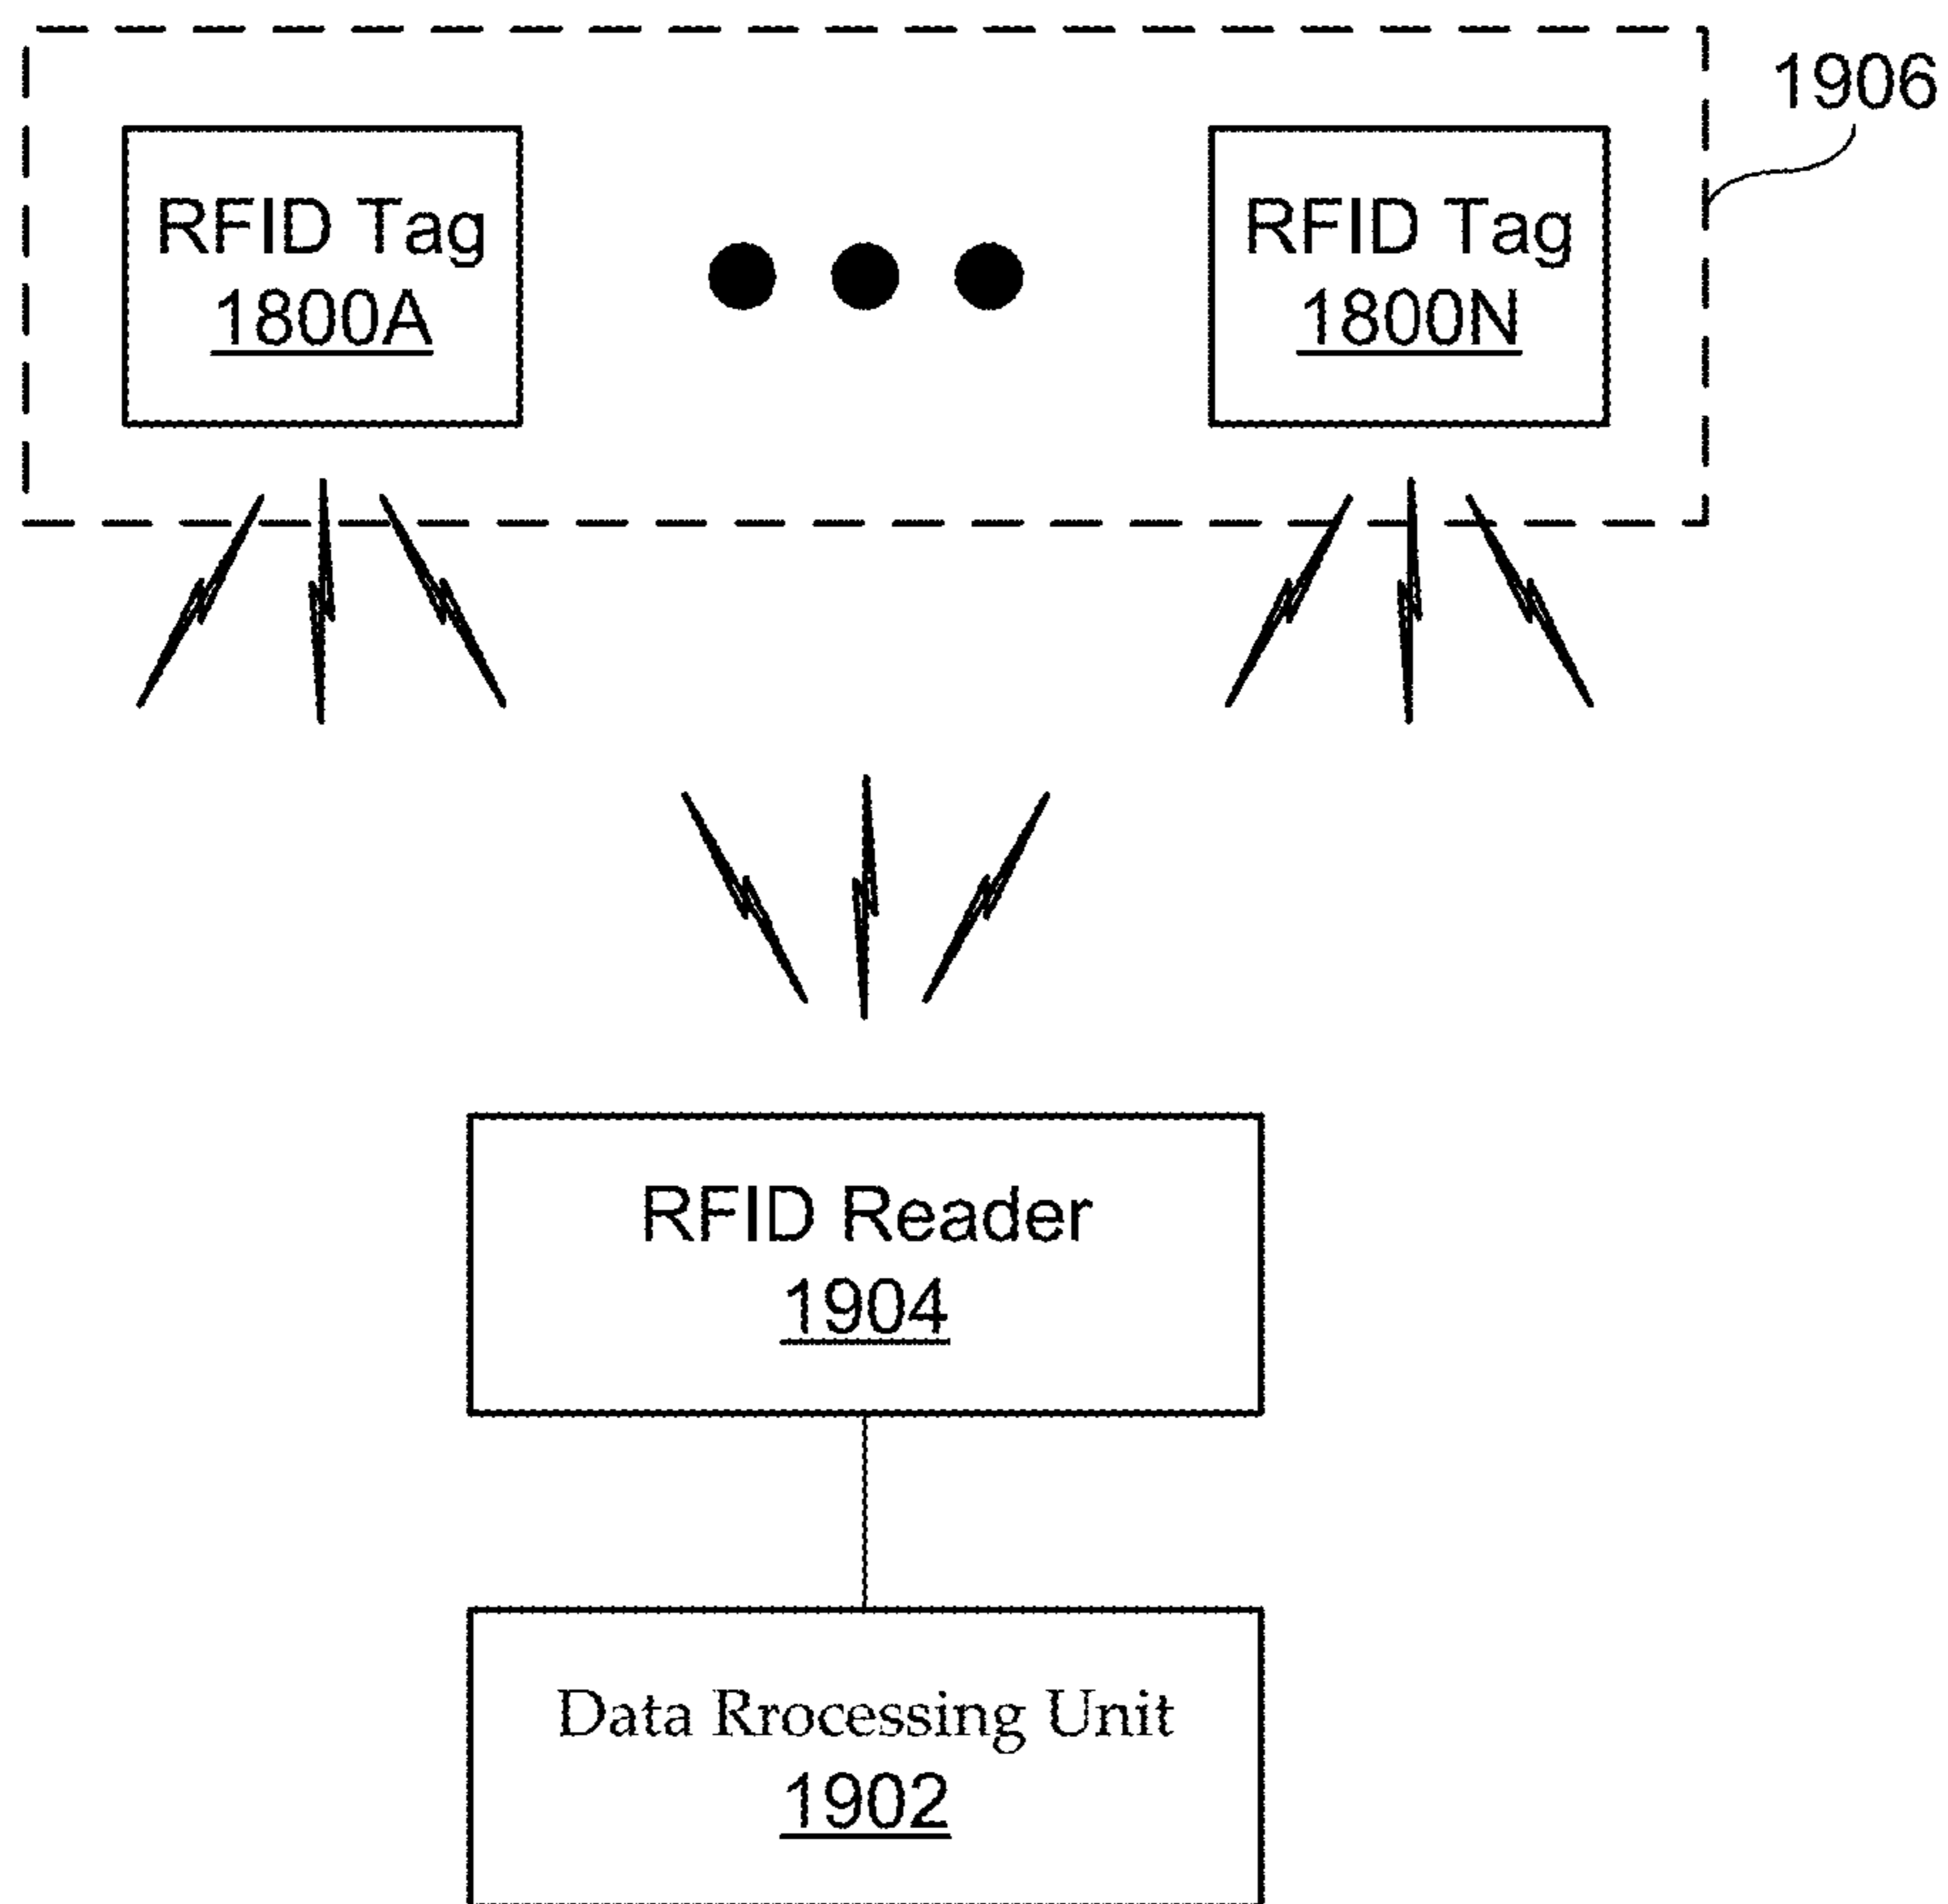 1906
RFID Tag
1800A
RFID Tag
1800N
RFID Reader
1904
Data Rrocessing Unit
1902